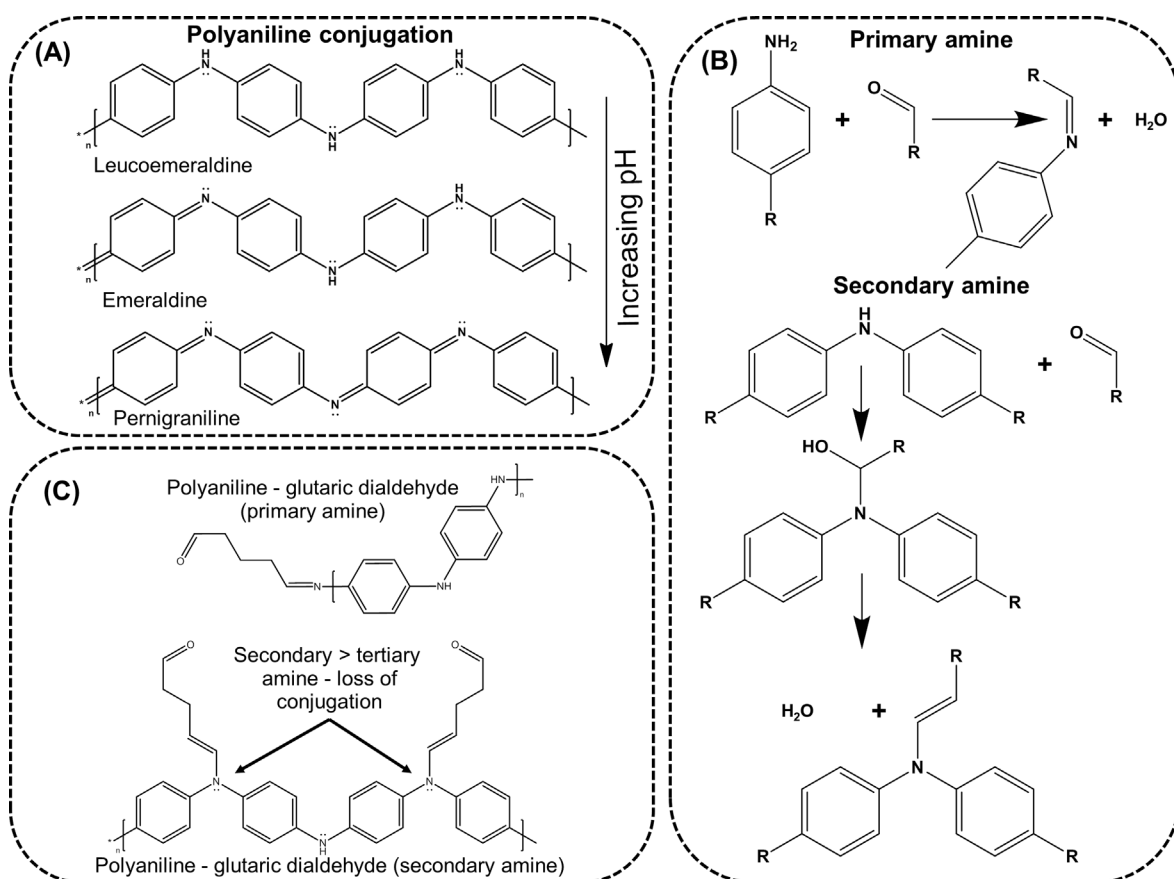 (A)
Polyaniline conjugation
H
N
H
N
N
H
* n
Leucoemeraldine
N
H
N
N
H
* n
Emeraldine
N
N
N
* n
Pernigraniline
Increasing pH
(B)
Primary amine
NH₂
R
+
O
R
R
N
+ H₂O
Secondary amine
H
N
R
R
+
O
R
HO
R
N
R
R
H₂O
+
R
N
R
R
(C)
Polyaniline - glutaric dialdehyde
(primary amine)
HN
n
O
N
NH
O
O
Secondary > tertiary
amine - loss of
conjugation
N
N
N
H
* n
Polyaniline - glutaric dialdehyde (secondary amine)